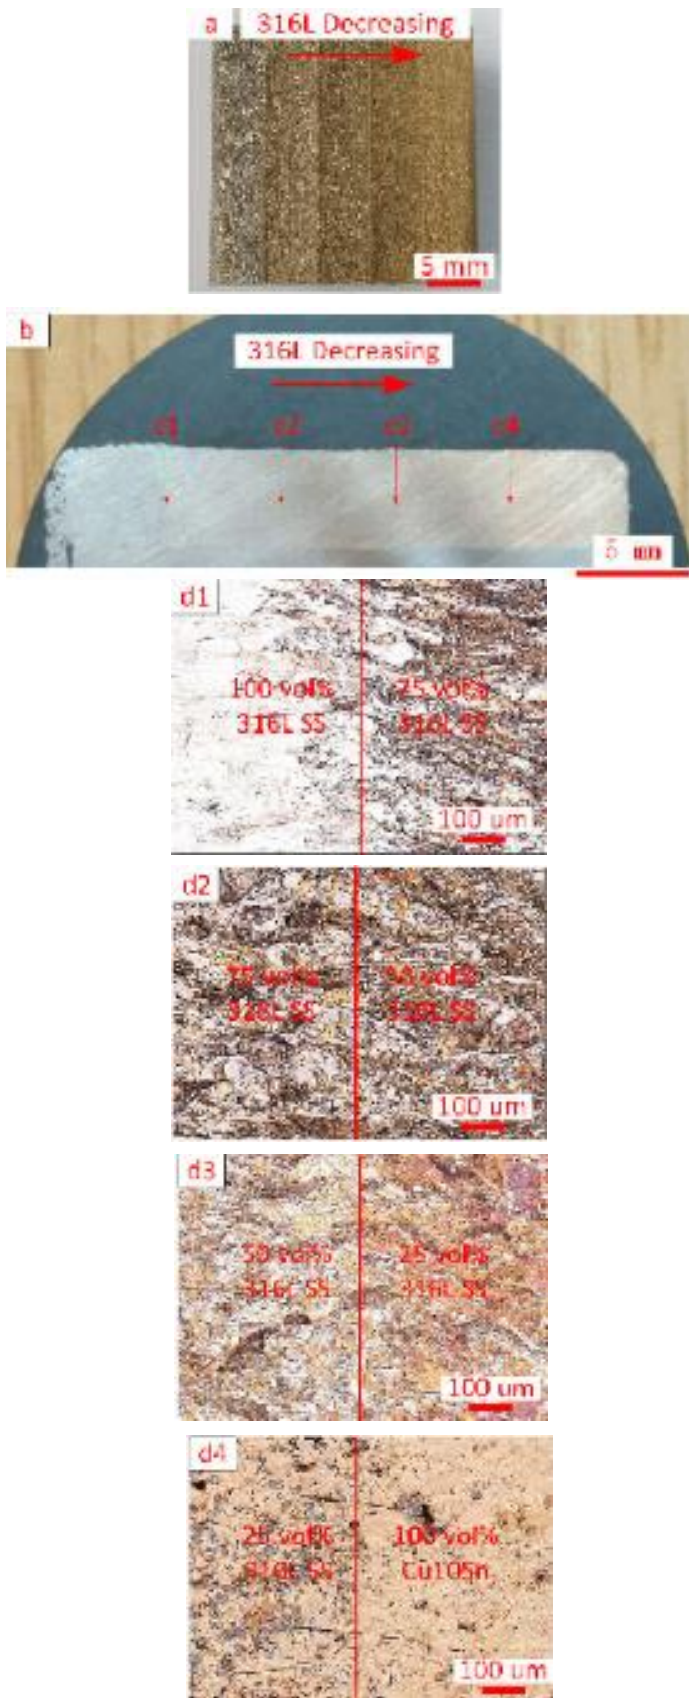 a
316L Decreasing
5 mm
b
316L Decreasing
d1 d2 d3 d4
5 mm
d1
100 vol% 75 vol%
316L SS 316L SS
100 um
d2
75 vol% 50 vol%
316L SS 316L SS
100 um
d3
50 vol% 25 vol%
316L SS 316L SS
100 um
d4
25 vol% 100 vol%
316L SS Cu10Sn
100 um